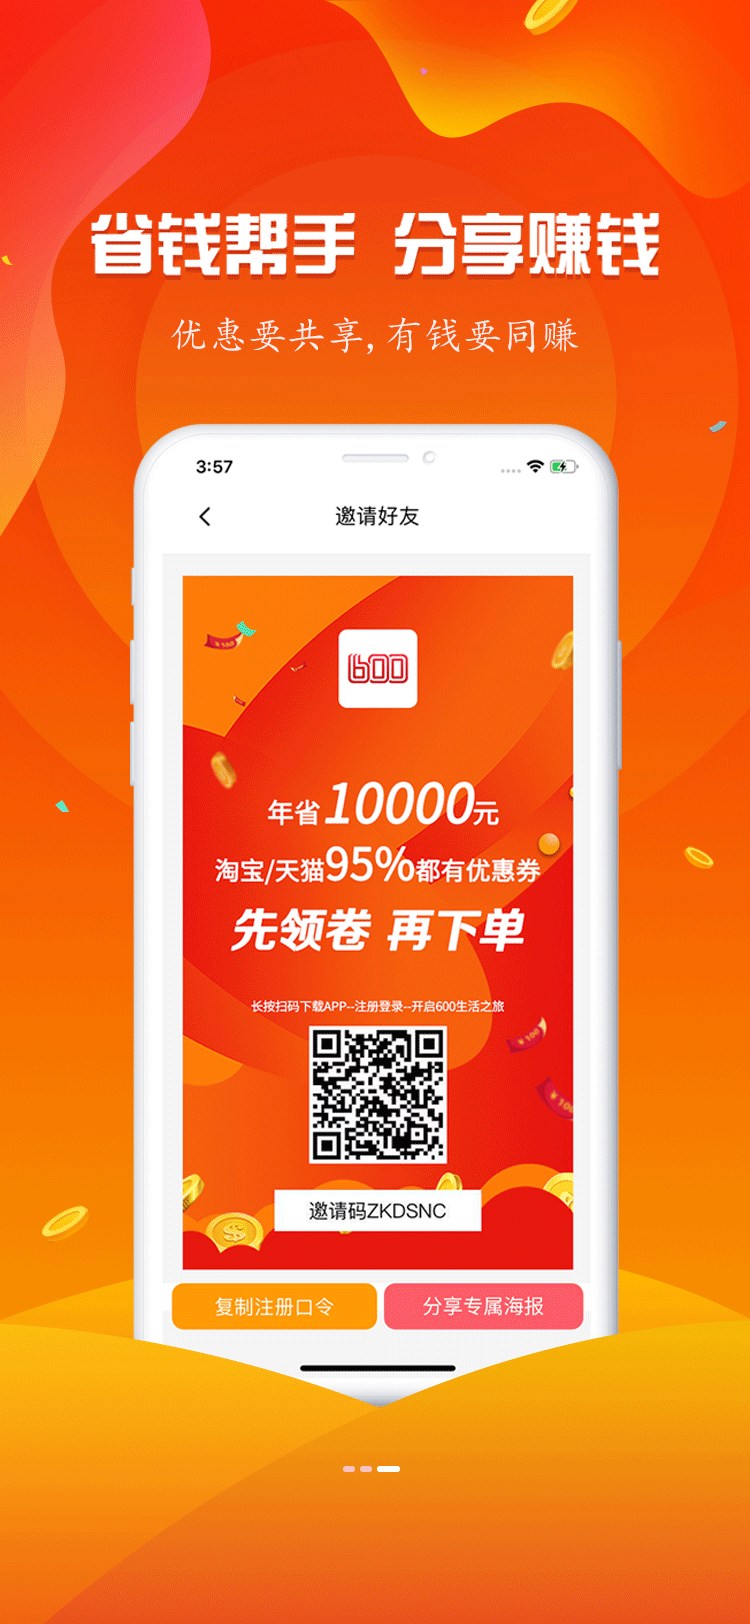 省钱帮手 分享赚钱
优惠要共享,有钱要同赚
3:57
邀请好友
600
¥100
年省10000元
淘宝/天猫95%都有优惠券
先领卷 再下单
长按扫码下载APP--注册登录--开启600生活之旅
¥100
¥100
邀请码ZKDSNC
$
复制注册口令
分享专属海报